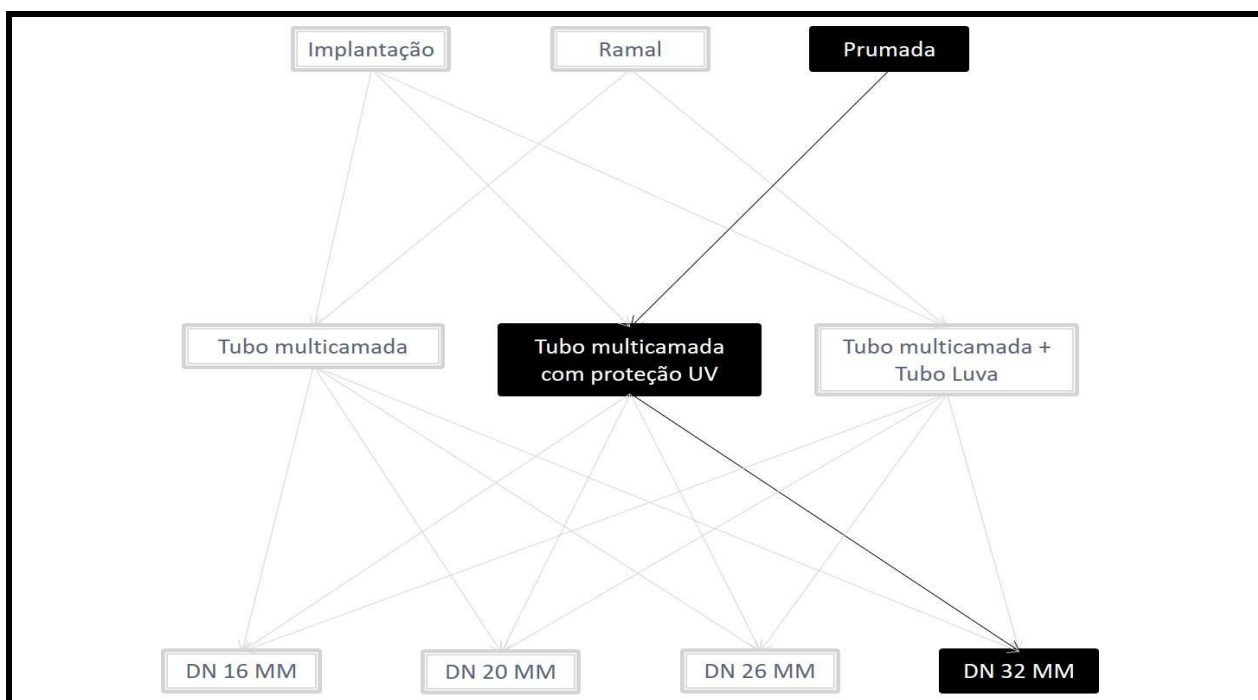 Implantação
Ramal
Prumada
Tubo multicamada
Tubo multicamada
com proteção UV
Tubo multicamada +
Tubo Luva
DN 16 MM
DN 20 MM
DN 26 MM
DN 32 MM